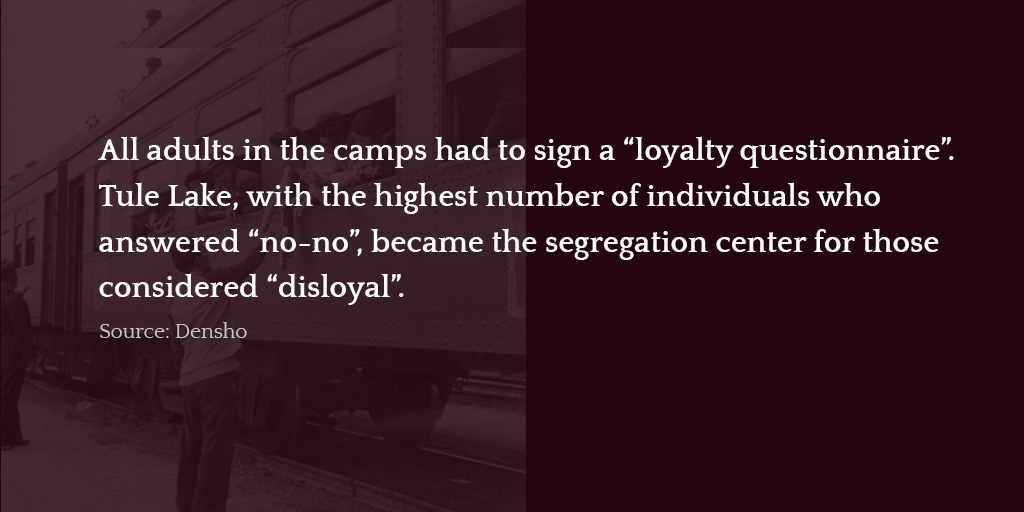 All adults in the camps had to sign a “loyalty questionnaire”.
Tule Lake, with the highest number of individuals who
answered “no-no”, became the segregation center for those
considered “disloyal”.
Source: Densho